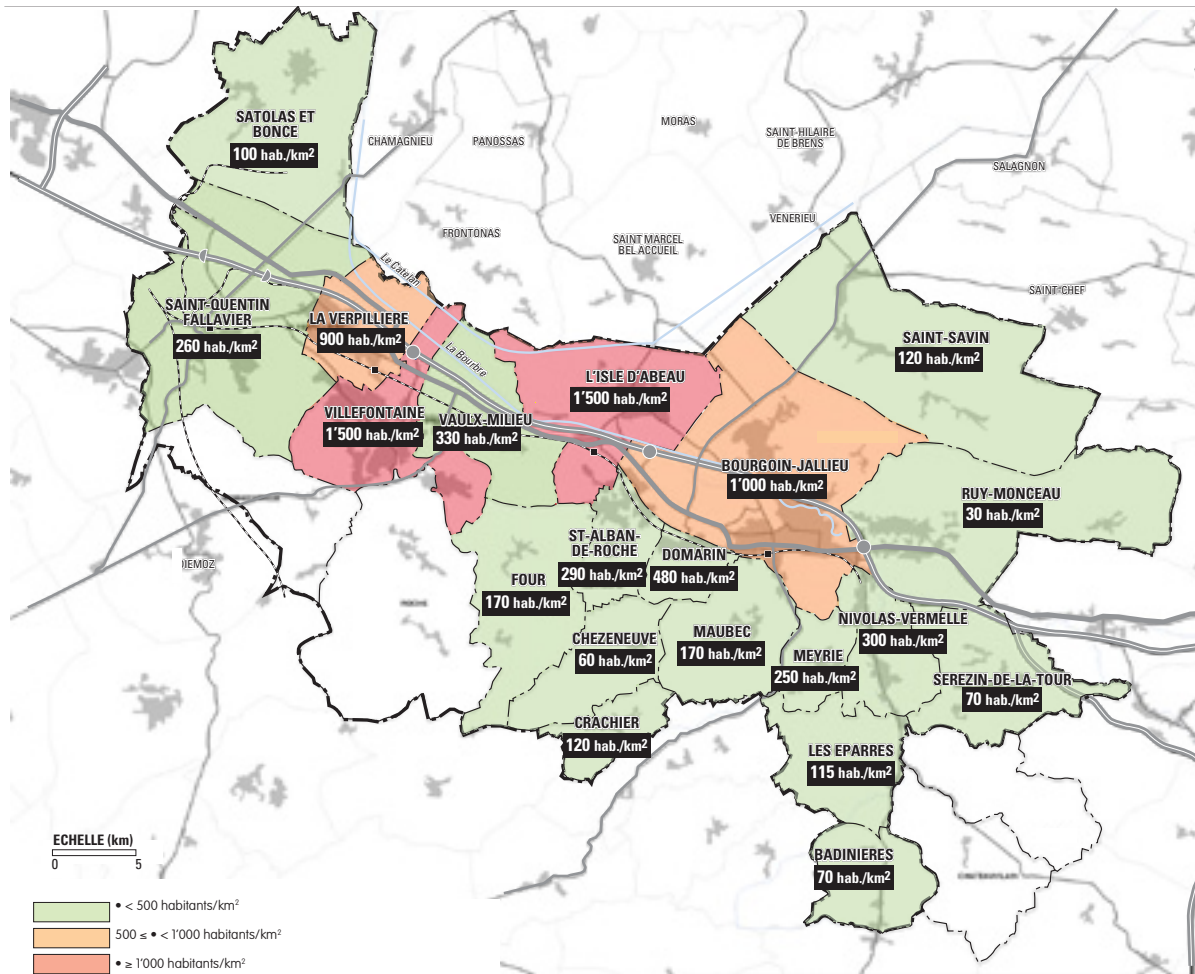 SATOLAS ET
BONCE
100 hab./km²
CHAMAGNIEU
PANOSSAS
MORAS
SAINT-HILAIRE
DE BRENS
SALAGNON
VENERIEU
FRONTONAS
SAINT MARCEL
BEL ACCUEIL
SAINT-CHEF
Le Catelan
La Bourbre
SAINT-QUENTIN
FALLAVIER
260 hab./km²
LA VERPILLIERE
900 hab./km²
SAINT-SAVIN
120 hab./km²
L'ISLE D'ABEAU
1'500 hab./km²
VILLEFONTAINE
1'500 hab./km²
VAULX-MILIEU
330 hab./km²
BOURGOIN-JALLIEU
1'000 hab./km²
RUY-MONCEAU
30 hab./km²
ST-ALBAN-
DE-ROCHE
290 hab./km²
DOMARIN
480 hab./km²
DIEMOZ
ROCHE
FOUR
170 hab./km²
CHEZENEUVE
60 hab./km²
MAUBEC
170 hab./km²
MEYRIE
250 hab./km²
NIVOLAS-VERMELLE
300 hab./km²
SEREZIN-DE-LA-TOUR
70 hab./km²
CRACHIER
120 hab./km²
LES EPARRES
115 hab./km²
BADINIERES
70 hab./km²
ECHELLE (km)
0 5
• < 500 habitants/km²
500 ≤ • < 1'000 habitants/km²
• ≥ 1'000 habitants/km²